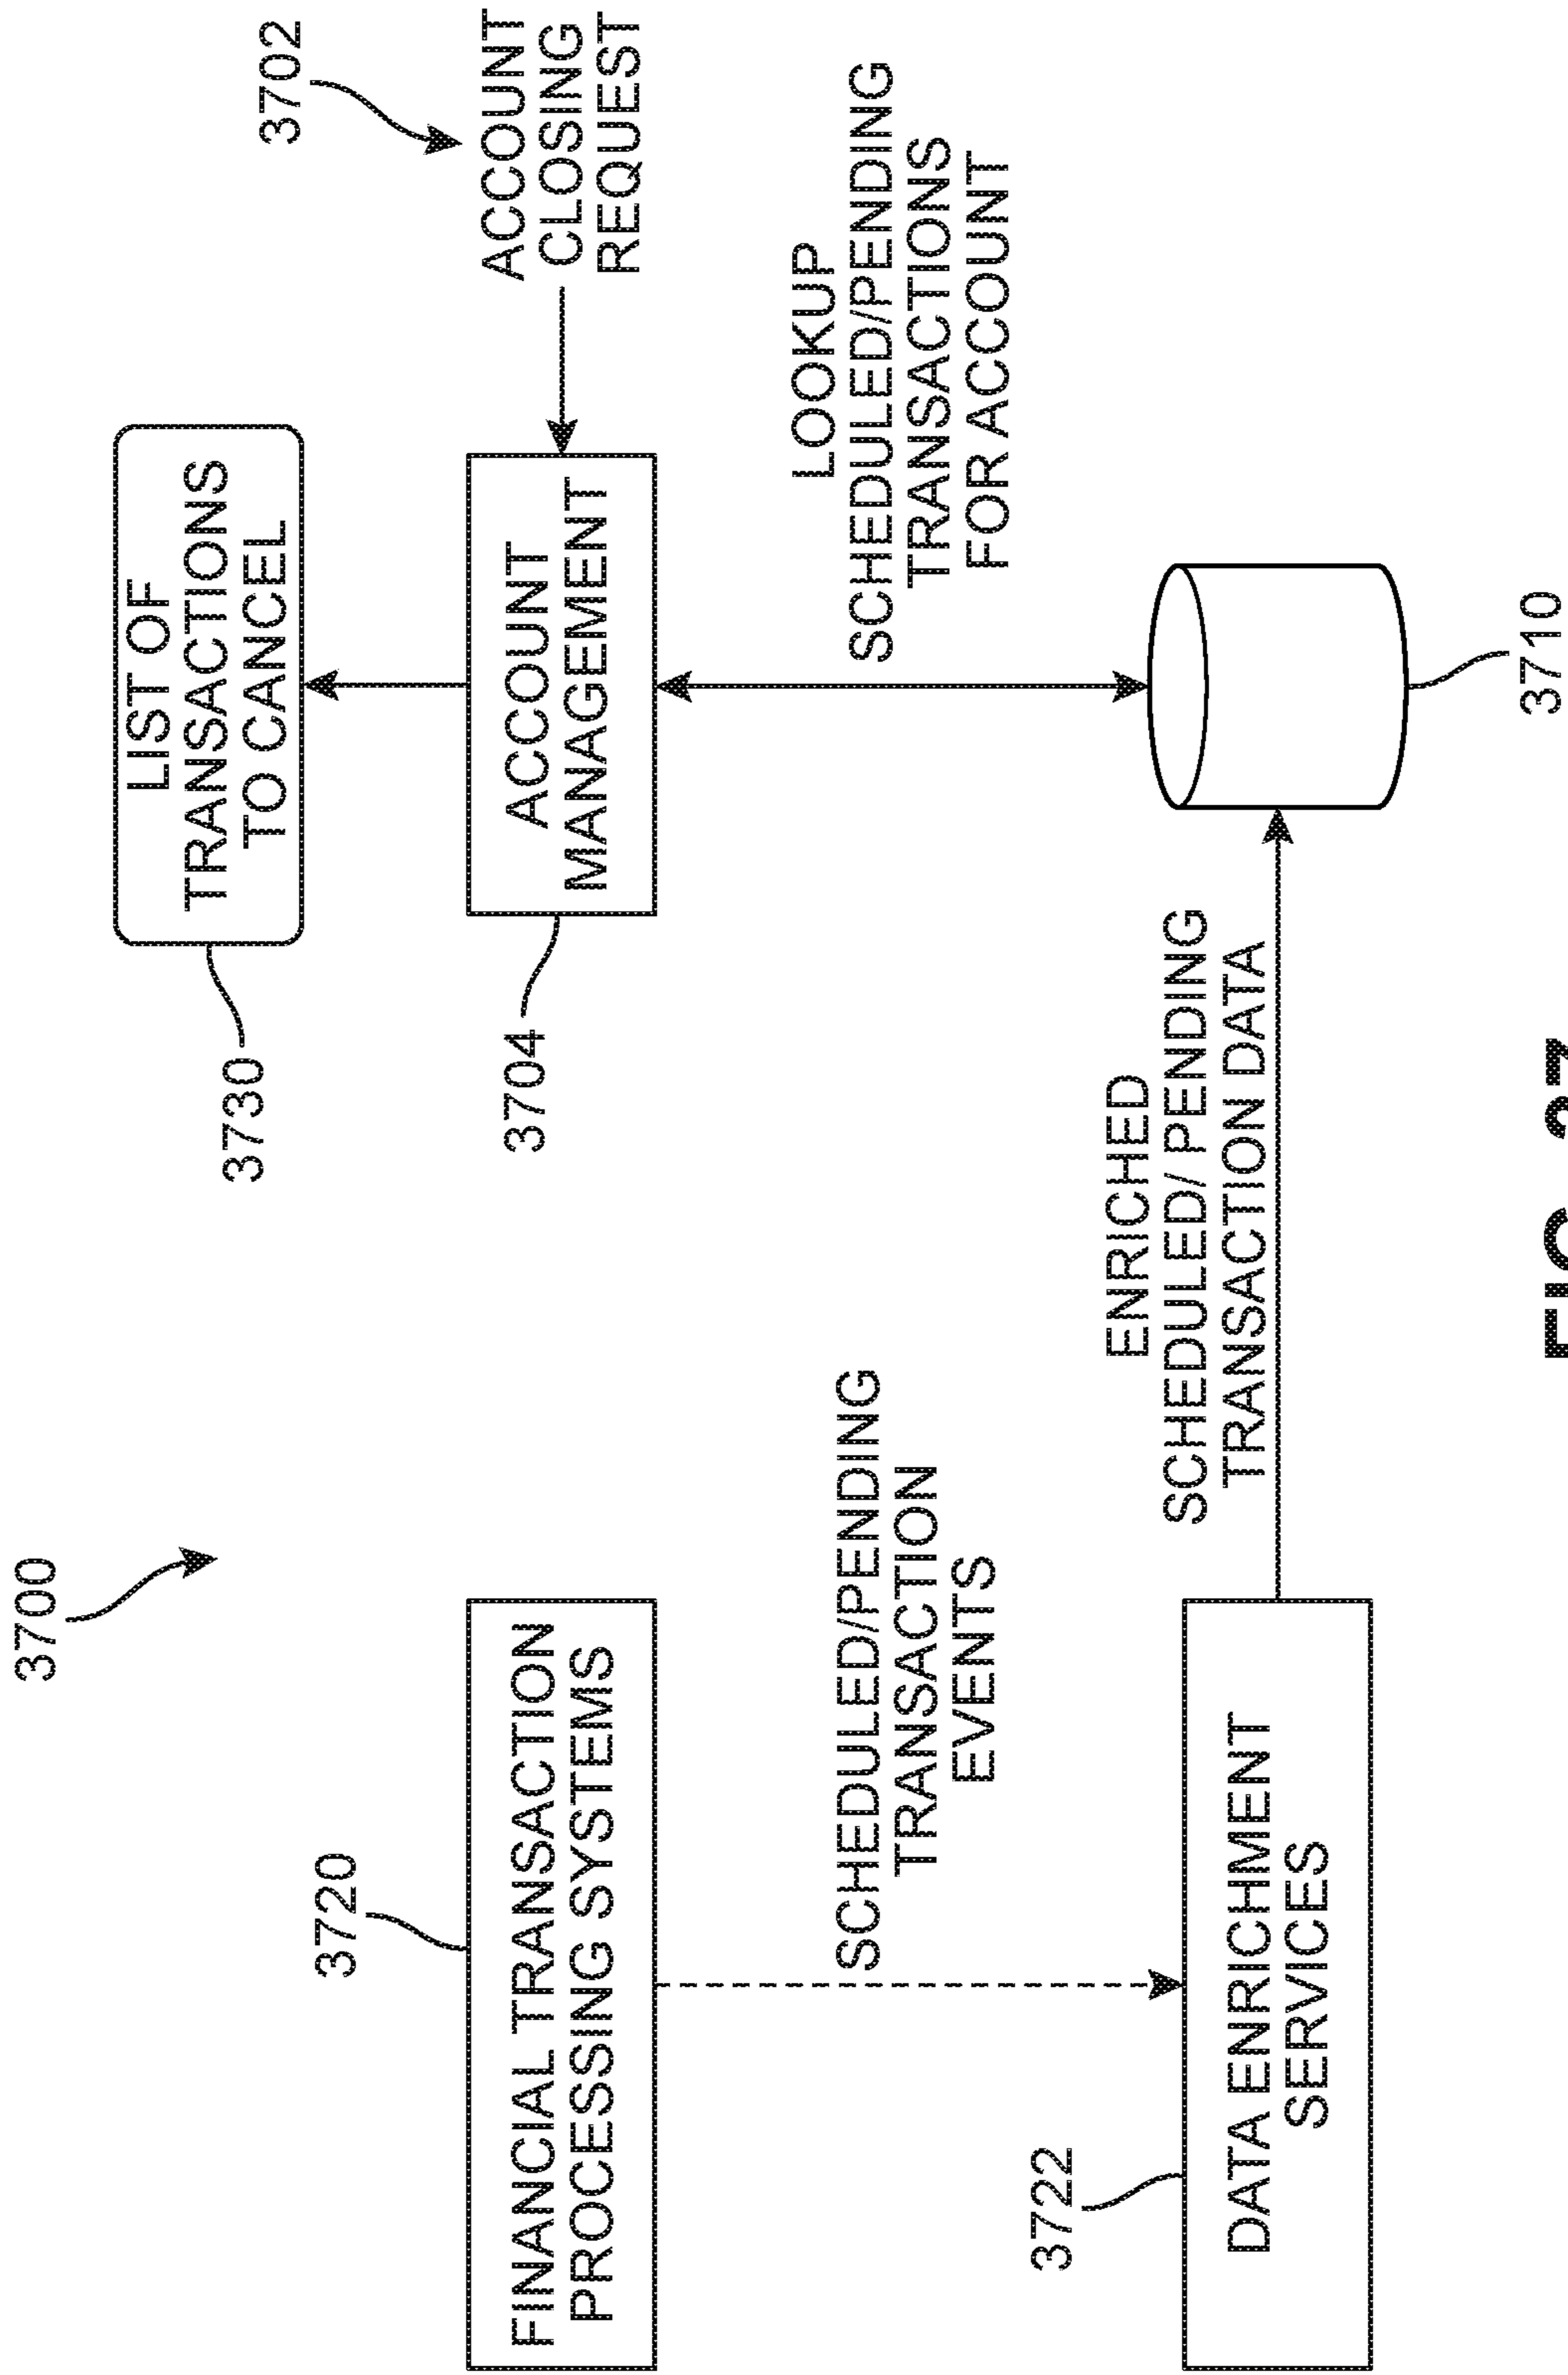 3700
3720
FINANCIAL TRANSACTION
PROCESSING SYSTEMS
SCHEDULED/PENDING
TRANSACTION
EVENTS
3722
DATA ENRICHMENT
SERVICES
ENRICHED
SCHEDULED/ PENDING
TRANSACTION DATA
3730
LIST OF
TRANSACTIONS
TO CANCEL
3704
ACCOUNT
MANAGEMENT
3702
ACCOUNT
CLOSING
REQUEST
LOOKUP
SCHEDULED/PENDING
TRANSACTIONS
FOR ACCOUNT
3710